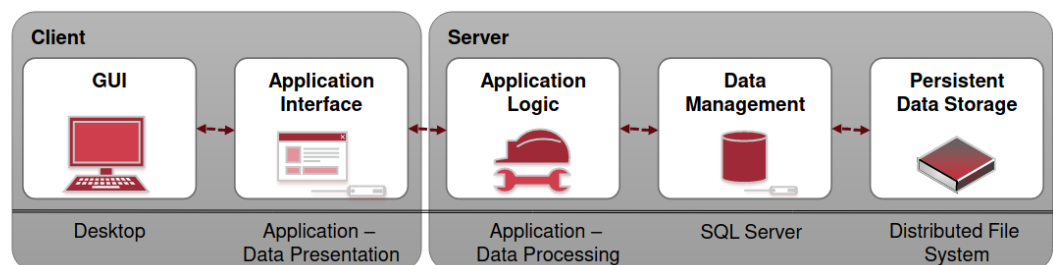 Client
GUI
Application
Interface
Desktop
Application –
Data Presentation
Server
Application
Logic
Data
Management
Persistent
Data Storage
Application –
Data Processing
SQL Server
Distributed File
System